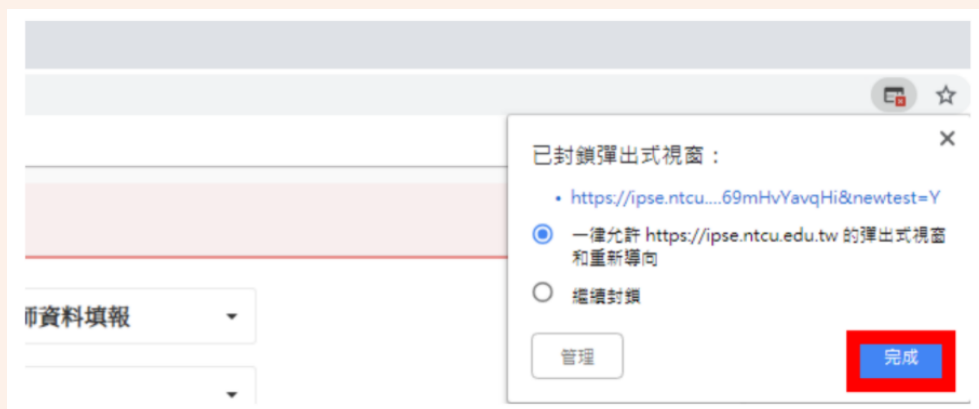 已封鎖彈出式視窗：
• https://ipse.ntcu....69mHvYavqHi&newtest=Y
一律允許 https://ipse.ntcu.edu.tw 的彈出式視窗
和重新導向
繼續封鎖
師資料填報
管理
完成